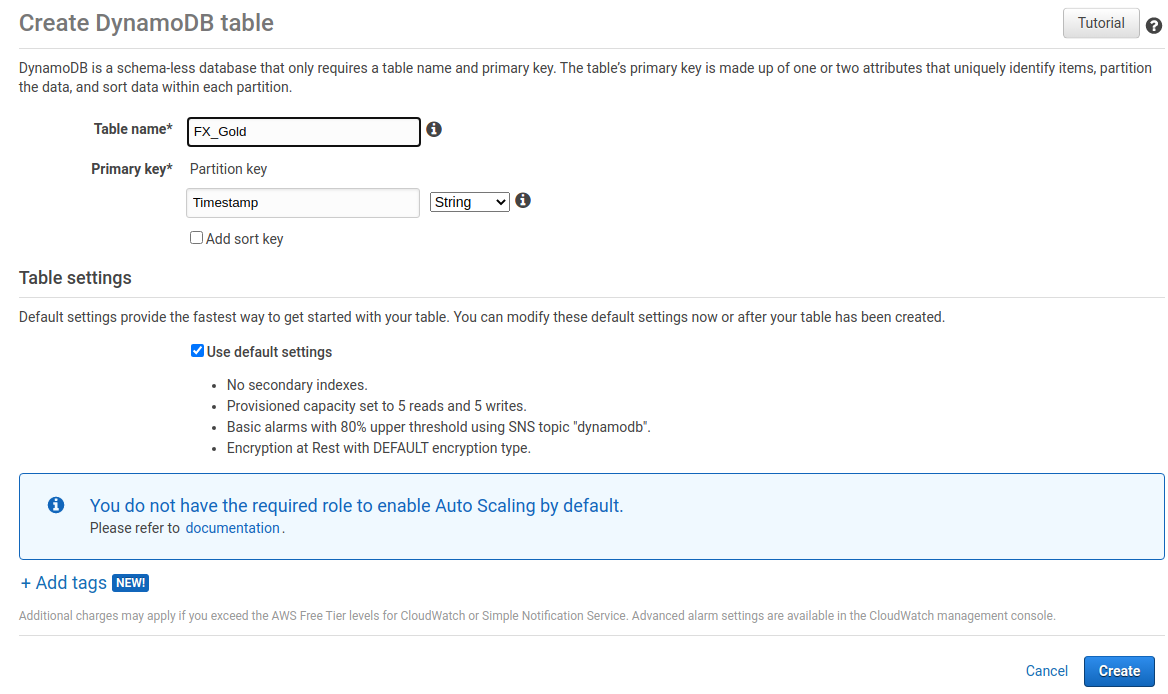 Create DynamoDB table
Tutorial
DynamoDB is a schema-less database that only requires a table name and primary key. The table's primary key is made up of one or two attributes that uniquely identify items, partition
the data, and sort data within each partition.
Table name*
FX_Gold
Primary key*
Partition key
Timestamp
String
Add sort key
Table settings
Default settings provide the fastest way to get started with your table. You can modify these default settings now or after your table has been created.
Use default settings
• No secondary indexes.
• Provisioned capacity set to 5 reads and 5 writes.
• Basic alarms with 80% upper threshold using SNS topic "dynamodb".
• Encryption at Rest with DEFAULT encryption type.
You do not have the required role to enable Auto Scaling by default.
Please refer to documentation.
+ Add tags NEW!
Additional charges may apply if you exceed the AWS Free Tier levels for CloudWatch or Simple Notification Service. Advanced alarm settings are available in the CloudWatch management console.
Cancel
Create